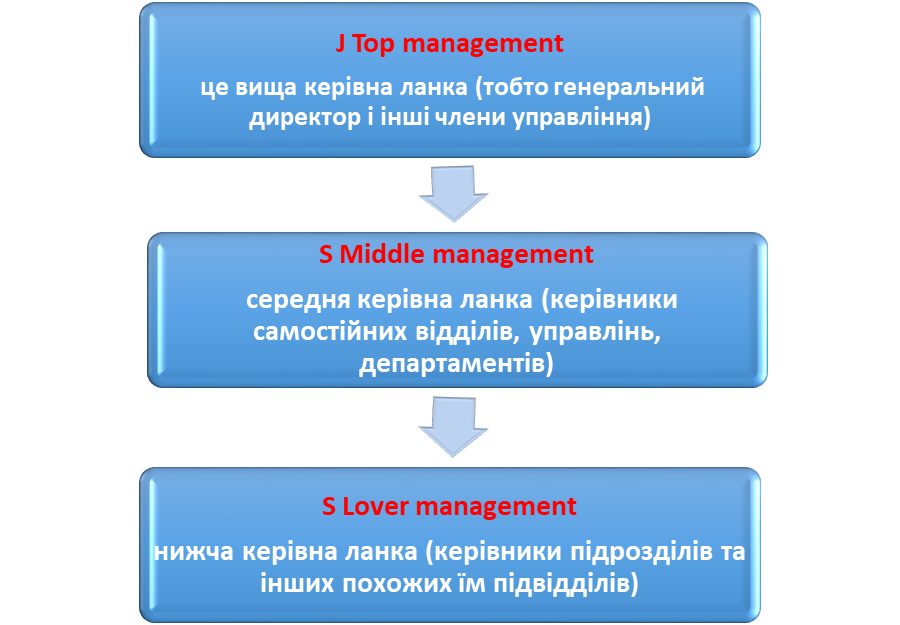 J Top management
це вища керівна ланка (тобто генеральний
директор і інші члени управління)
S Middle management
середня керівна ланка (керівники
самостійних відділів, управлінь,
департаментів)
S Lover management
нижча керівна ланка (керівники підрозділів та
інших похожих їм підвідділів)